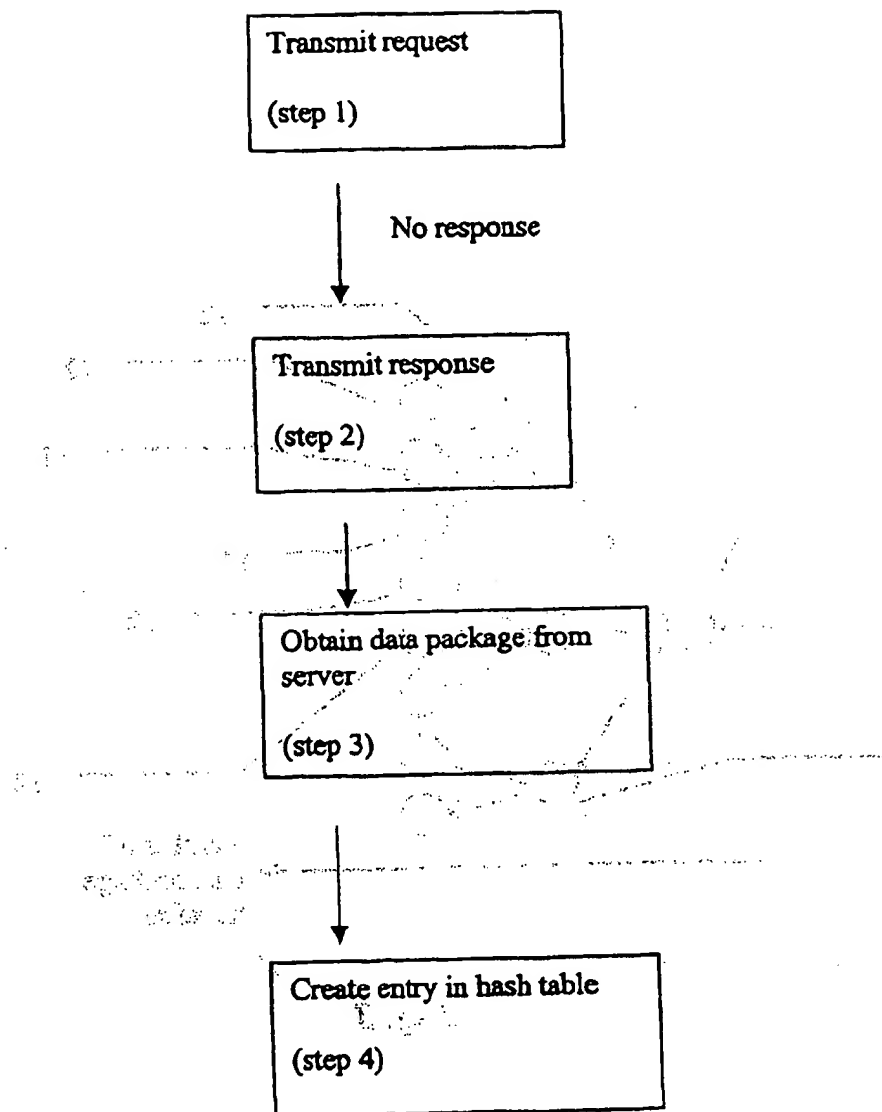 Transmit request
(step 1)
No response
Transmit response
(step 2)
Obtain data package from
server
(step 3)
Create entry in hash table
(step 4)